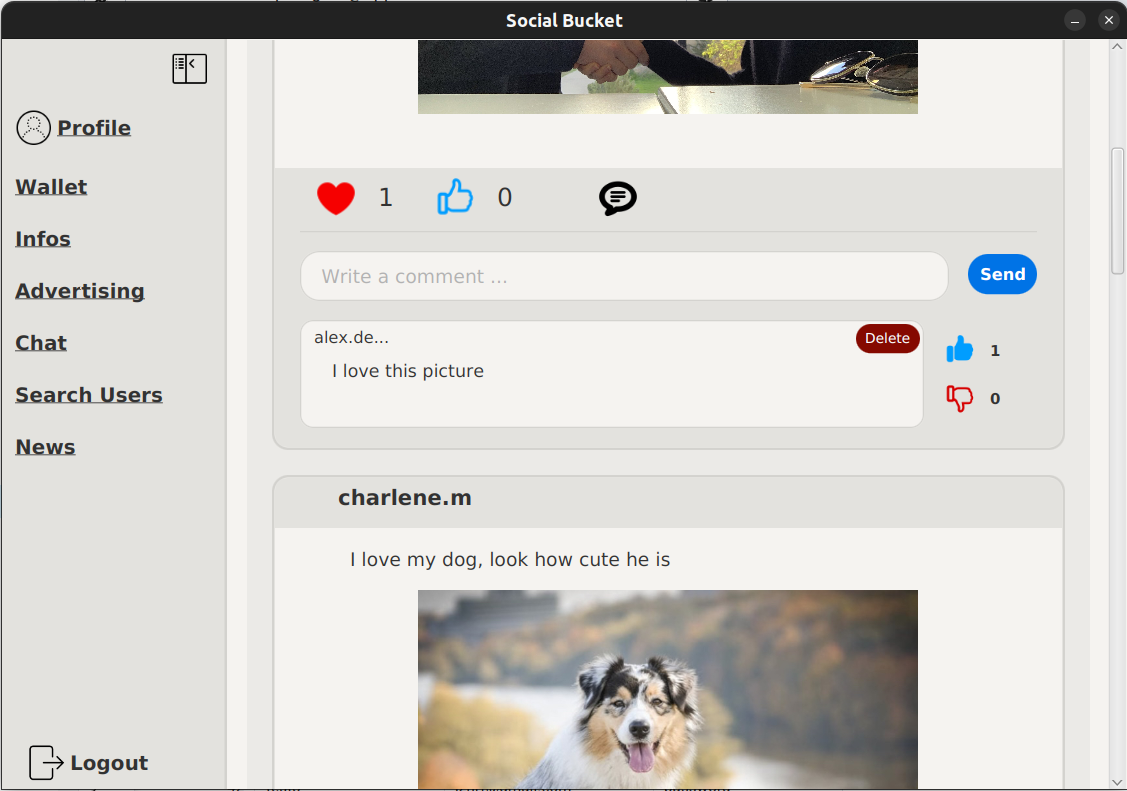 Social Bucket
Profile
Wallet
Infos
Advertising
Chat
Search Users
News
Logout
1
0
Write a comment ...
Send
alex.de...
Delete
I love this picture
1
0
charlene.m
I love my dog, look how cute he is